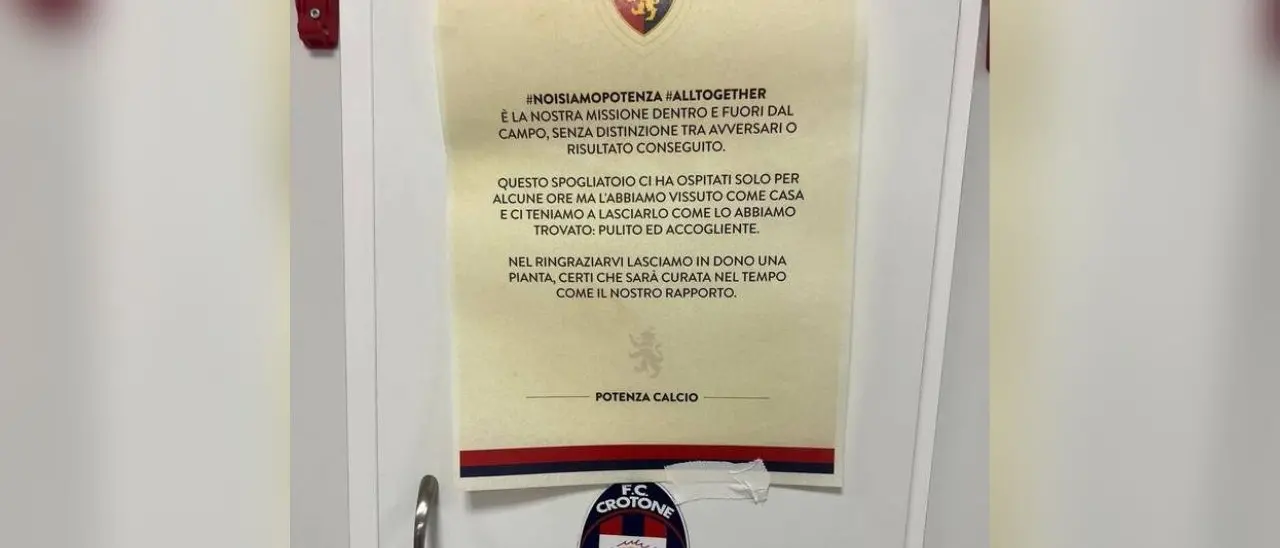 #NOISIAMOPOTENZA #ALLTOGETHER
È LA NOSTRA MISSIONE DENTRO E FUORI DAL
CAMPO, SENZA DISTINZIONE TRA AVVERSARI O
RISULTATO CONSEGUITO.
QUESTO SPOGLIATOIO CI HA OSPITATI SOLO PER
ALCUNE ORE MA L'ABBIAMO VISSUTO COME CASA
E CI TENIAMO A LASCIARLO COME LO ABBIAMO
TROVATO: PULITO ED ACCOGLIENTE.
NEL RINGRAZIARVI LASCIAMO IN DONO UNA
PIANTA, CERTI CHE SARÀ CURATA NEL TEMPO
COME IL NOSTRO RAPPORTO.
POTENZA CALCIO
F.C.
CROTONE